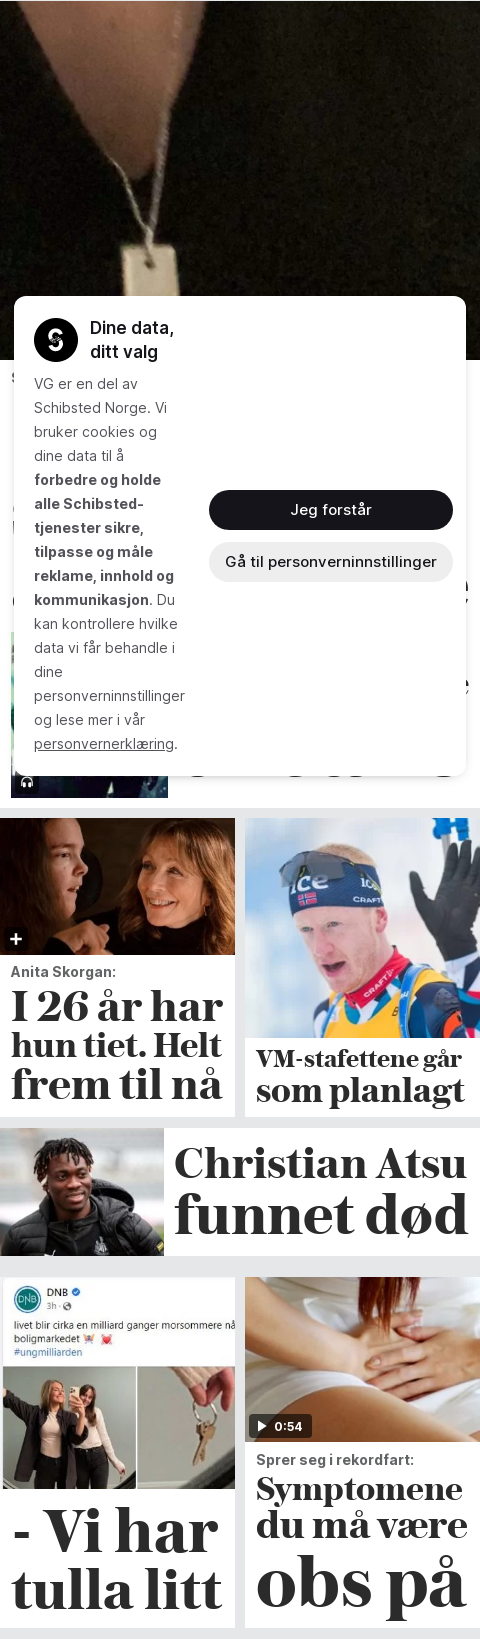 Dine data,
ditt valg
VG er en del av
Schibsted Norge. Vi
bruker cookies og
dine data til å
forbedre og holde
alle Schibsted-
tjenester sikre,
tilpasse og måle
reklame, innhold og
kommunikasjon. Du
kan kontrollere hvilke
data vi får behandle i
dine
personverninnstillinger
og lese mer i vår
personvernerklæring.
Jeg forstår
Gå til personverninnstillinger
ice
CRAFT
CRAFT
Anita Skorgan:
I 26 år har
hun tiet. Helt
frem til nå
VM-stafettene går
som planlagt
Christian Atsu
funnet død
DNB
DNB
3h
livet blir cirka en milliard ganger morsommere nå
boligmarkedet
#ungmilliarden
- Vi har
tulla litt
0:54
Sprer seg i rekordfart:
Symptomene
du må være
obs på